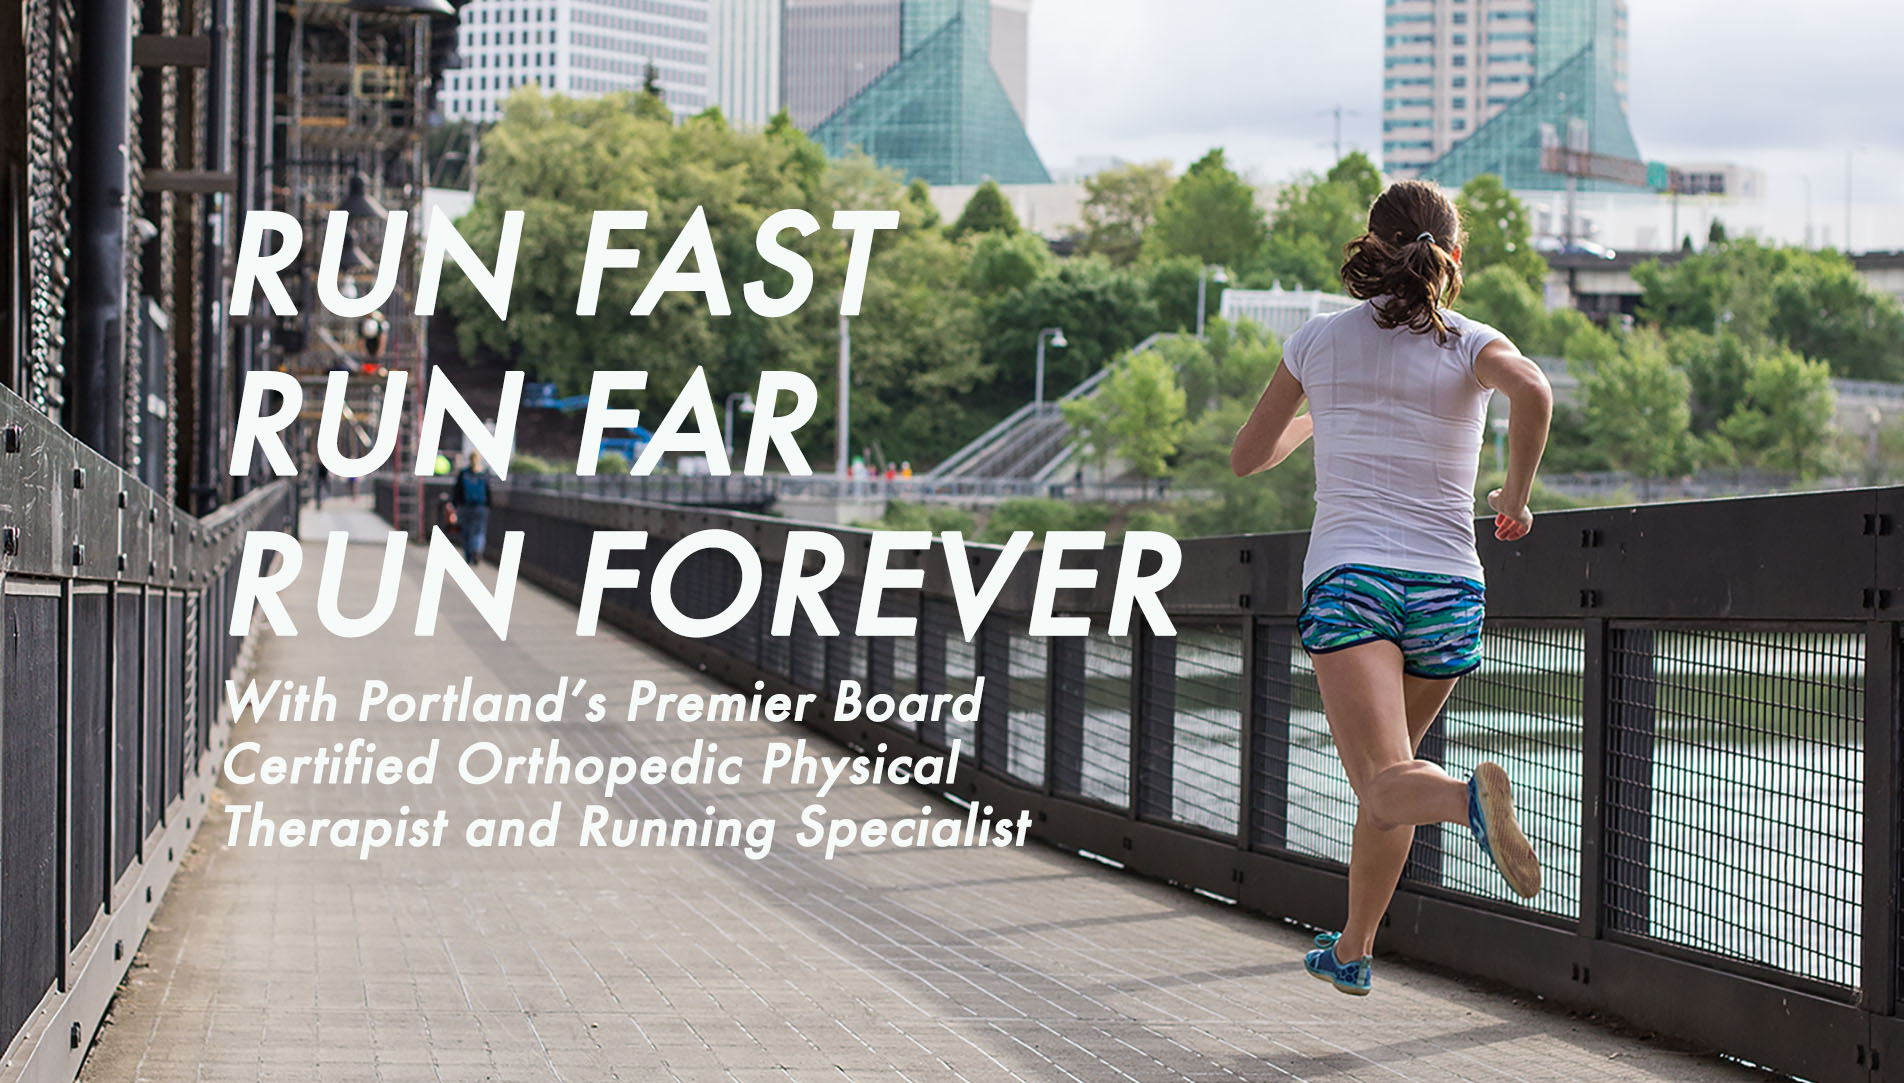 RUN FAST
RUN FAR
RUN FOREVER
With Portland’s Premier Board
Certified Orthopedic Physical
Therapist and Running Specialist